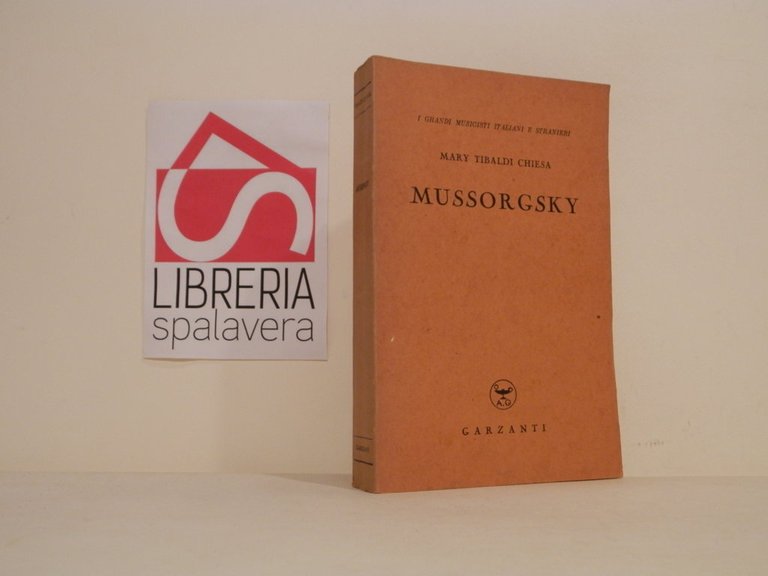 LIBRERIA
spalavera
I GRANDI MUSICISTI ITALIANI E STRANIERI
MARY TIBALDI CHIESA
MUSSORGSKY
A.G
GARZANTI